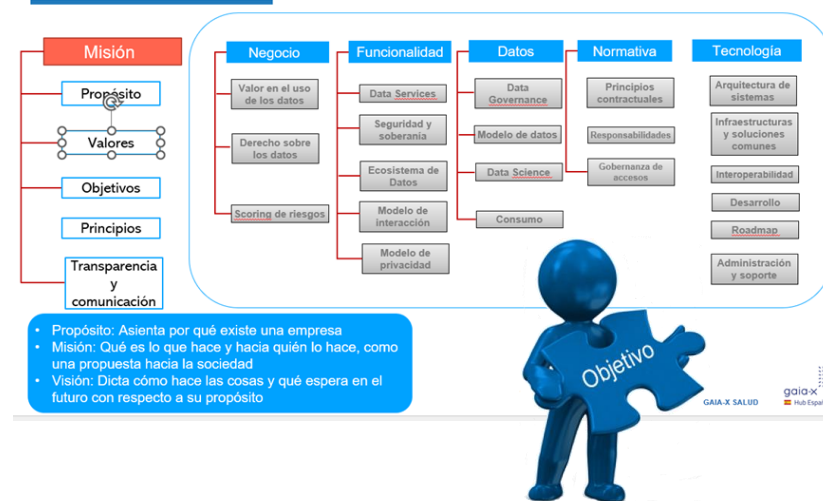 Misión
Propósito
Valores
Objetivos
Principios
Transparencia
y
comunicación
Negocio
Valor en el uso
de los datos
Derecho sobre
los datos
Scoring de riesgos
Funcionalidad
Data Services
Seguridad y
soberanía
Ecosistema de
Datos
Modelo de
interacción
Modelo de
privacidad
Datos
Data
Governance
Modelo de datos
Data Science
Consumo
Normativa
Principios
contractuales
Responsabilidades
Gobernanza de
accesos
Tecnología
Arquitectura de
sistemas
Infraestructuras
y soluciones
comunes
Interoperabilidad
Desarrollo
Roadmap
Administración
y soporte
• Propósito: Asienta por qué existe una empresa
• Misión: Qué es lo que hace y hacia quién lo hace, como
una propuesta hacia la sociedad
• Visión: Dicta cómo hace las cosas y qué espera en el
futuro con respecto a su propósito
Objetivo
GAIA-X SALUD
gaia-x
Hub Espa